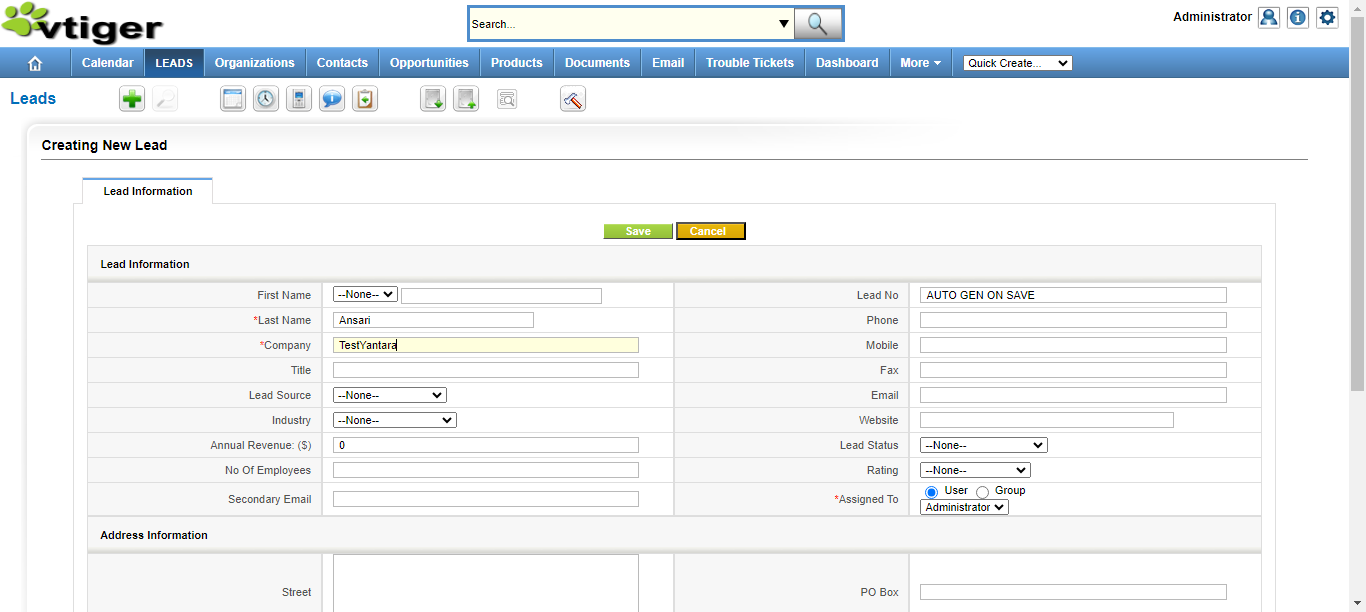 vtiger
Search...
Administrator
Calendar LEADS Organizations Contacts Opportunities Products Documents Email Trouble Tickets Dashboard More Quick Create...
Leads
Creating New Lead
Lead Information
Save Cancel
Lead Information
First Name --None-- Lead No AUTO GEN ON SAVE
*Last Name Ansari Phone
*Company TestYantara Mobile
Title Fax
Lead Source --None-- Email
Industry --None-- Website
Annual Revenue: ($) 0 Lead Status --None--
No Of Employees Rating --None--
Secondary Email *Assigned To User Group
Administrator
Address Information
Street PO Box